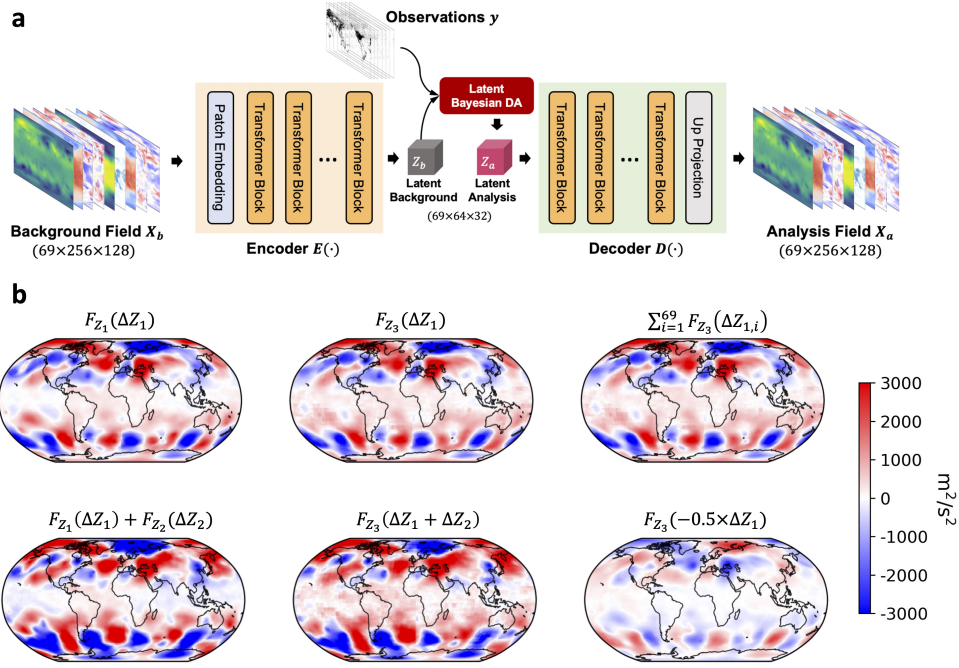 a
Observations y
Latent
Bayesian DA
Patch Embedding
Transformer Block
Transformer Block
...
Transformer Block
Z_b
Latent
Background
Z_a
Latent
Analysis
(69×64×32)
Transformer Block
Transformer Block
...
Transformer Block
Up Projection
Background Field X_b
(69×256×128)
Encoder E(·)
Decoder D(·)
Analysis Field X_a
(69×256×128)
b
F_{Z_1}(ΔZ_1)
F_{Z_3}(ΔZ_1)
∑_{i=1}^{69} F_{Z_3}(ΔZ_{1,i})
F_{Z_1}(ΔZ_1) + F_{Z_2}(ΔZ_2)
F_{Z_3}(ΔZ_1 + ΔZ_2)
F_{Z_3}(−0.5×ΔZ_1)
3000
2000
1000
0
-1000
-2000
-3000
m²/s²